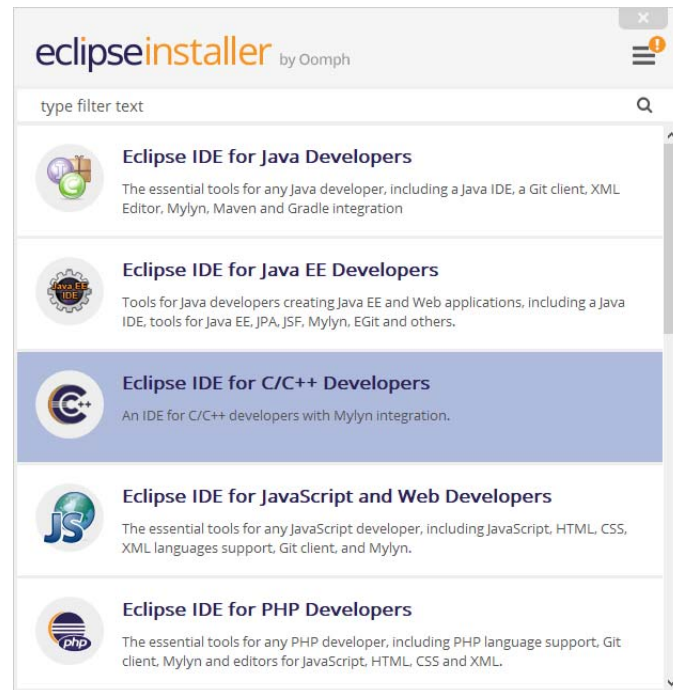 eclipseinstaller by Oomph
type filter text
Eclipse IDE for Java Developers
The essential tools for any Java developer, including a Java IDE, a Git client, XML
Editor, Mylyn, Maven and Gradle integration
Java EE
IDE
Eclipse IDE for Java EE Developers
Tools for Java developers creating Java EE and Web applications, including a Java
IDE, tools for Java EE, JPA, JSF, Mylyn, EGit and others.
C++
Eclipse IDE for C/C++ Developers
An IDE for C/C++ developers with Mylyn integration.
JS
Eclipse IDE for JavaScript and Web Developers
The essential tools for any JavaScript developer, including JavaScript, HTML, CSS,
XML languages support, Git client, and Mylyn.
php
Eclipse IDE for PHP Developers
The essential tools for any PHP developer, including PHP language support, Git
client, Mylyn and editors for JavaScript, HTML, CSS and XML.